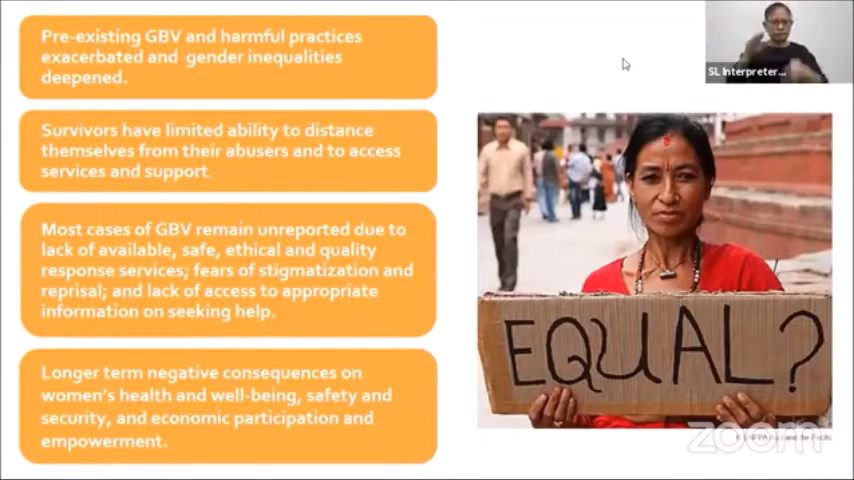 Pre-existing GBV and harmful practices
exacerbated and gender inequalities
deepened.
Survivors have limited ability to distance
themselves from their abusers and to access
services and support.
Most cases of GBV remain unreported due to
lack of available, safe, ethical and quality
response services; fears of stigmatization and
reprisal; and lack of access to appropriate
information on seeking help.
Longer term negative consequences on
women's health and well-being, safety and
security, and economic participation and
empowerment.
SL Interpreter...
EQUAL?
zoom
and the Pacific